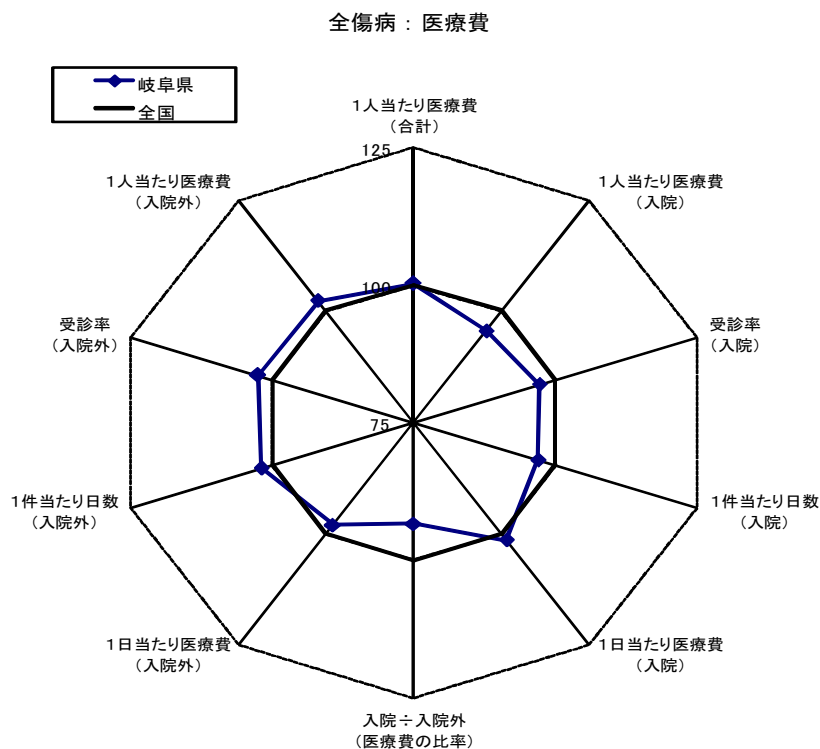 全傷病：医療費
岐阜県
全国
1人当たり医療費
（合計）
125
1人当たり医療費
（入院外）
1人当たり医療費
（入院）
100
受診率
（入院外）
受診率
（入院）
75
1件当たり日数
（入院外）
1件当たり日数
（入院）
1日当たり医療費
（入院外）
1日当たり医療費
（入院）
入院÷入院外
（医療費の比率）